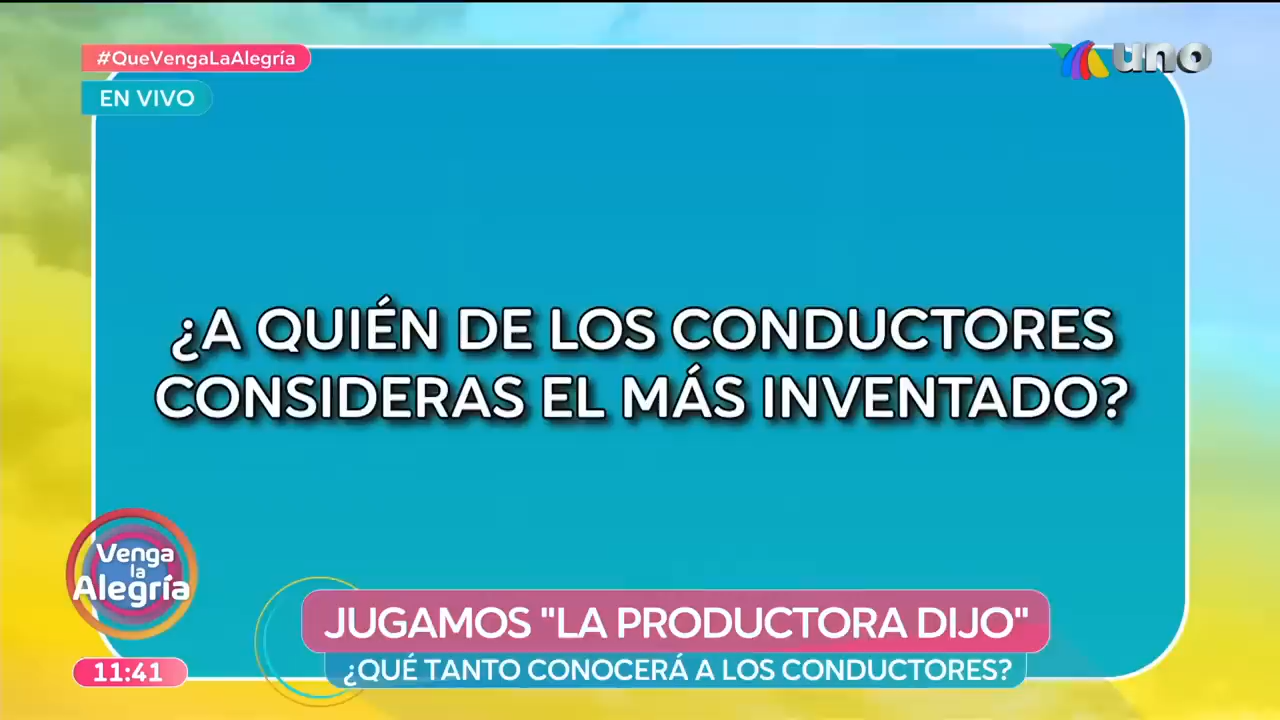 #QueVengaLaAlegría
uno
EN VIVO
¿A QUIÉN DE LOS CONDUCTORES
CONSIDERAS EL MÁS INVENTADO?
Venga
la
Alegría
JUGAMOS "LA PRODUCTORA DIJO"
¿QUÉ TANTO CONOCERÁ A LOS CONDUCTORES?
11:41